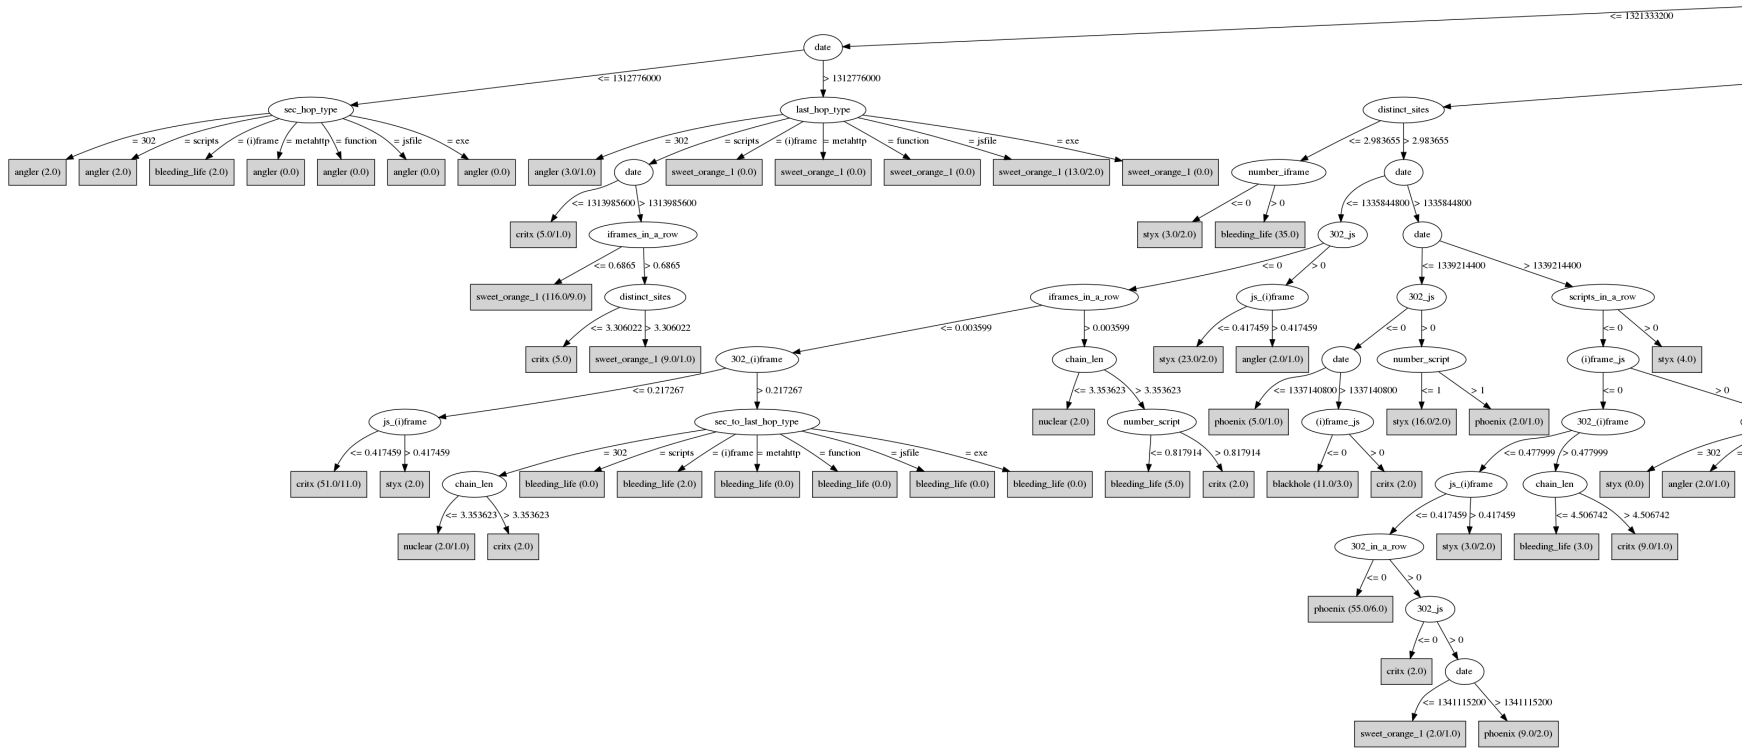 <= 1321333200
date
<= 1312776000
> 1312776000
sec_hop_type
last_hop_type
distinct_sites
= 302
= scripts
= (i)frame
= metahttp
= function
= jsfile
= exe
= 302
= scripts
= (i)frame
= metahttp
= function
= jsfile
= exe
<= 2.983655
> 2.983655
angler (2.0)
angler (2.0)
bleeding_life (2.0)
angler (0.0)
angler (0.0)
angler (0.0)
angler (0.0)
angler (3.0/1.0)
date
sweet_orange_1 (0.0)
sweet_orange_1 (0.0)
sweet_orange_1 (0.0)
sweet_orange_1 (13.0/2.0)
sweet_orange_1 (0.0)
number_iframe
date
<= 1313985600
> 1313985600
<= 0
> 0
<= 1335844800
> 1335844800
critx (5.0/1.0)
iframes_in_a_row
styx (3.0/2.0)
bleeding_life (35.0)
302_js
date
<= 0.6865
> 0.6865
<= 0
> 0
<= 1339214400
> 1339214400
sweet_orange_1 (116.0/9.0)
distinct_sites
iframes_in_a_row
js_(i)frame
302_js
scripts_in_a_row
<= 3.306022
> 3.306022
<= 0.003599
> 0.003599
<= 0.417459
> 0.417459
<= 0
> 0
<= 0
> 0
critx (5.0)
sweet_orange_1 (9.0/1.0)
302_(i)frame
chain_len
styx (23.0/2.0)
angler (2.0/1.0)
date
number_script
(i)frame_js
styx (4.0)
<= 0.217267
> 0.217267
<= 3.353623
> 3.353623
<= 1337140800
> 1337140800
<= 1
> 1
<= 0
> 0
js_(i)frame
sec_to_last_hop_type
nuclear (2.0)
number_script
phoenix (5.0/1.0)
(i)frame_js
styx (16.0/2.0)
phoenix (2.0/1.0)
302_(i)frame
<= 0.417459
> 0.417459
= 302
= scripts
= (i)frame
= metahttp
= function
= jsfile
= exe
<= 0.817914
> 0.817914
<= 0
> 0
<= 0.477999
> 0.477999
= 302
=
critx (51.0/11.0)
styx (2.0)
chain_len
bleeding_life (0.0)
bleeding_life (2.0)
bleeding_life (0.0)
bleeding_life (0.0)
bleeding_life (0.0)
bleeding_life (0.0)
bleeding_life (5.0)
critx (2.0)
blackhole (11.0/3.0)
critx (2.0)
js_(i)frame
chain_len
styx (0.0)
angler (2.0/1.0)
<= 3.353623
> 3.353623
<= 0.417459
> 0.417459
<= 4.506742
> 4.506742
nuclear (2.0/1.0)
critx (2.0)
302_in_a_row
styx (3.0/2.0)
bleeding_life (3.0)
critx (9.0/1.0)
<= 0
> 0
phoenix (55.0/6.0)
302_js
<= 0
> 0
critx (2.0)
date
<= 1341115200
> 1341115200
sweet_orange_1 (2.0/1.0)
phoenix (9.0/2.0)